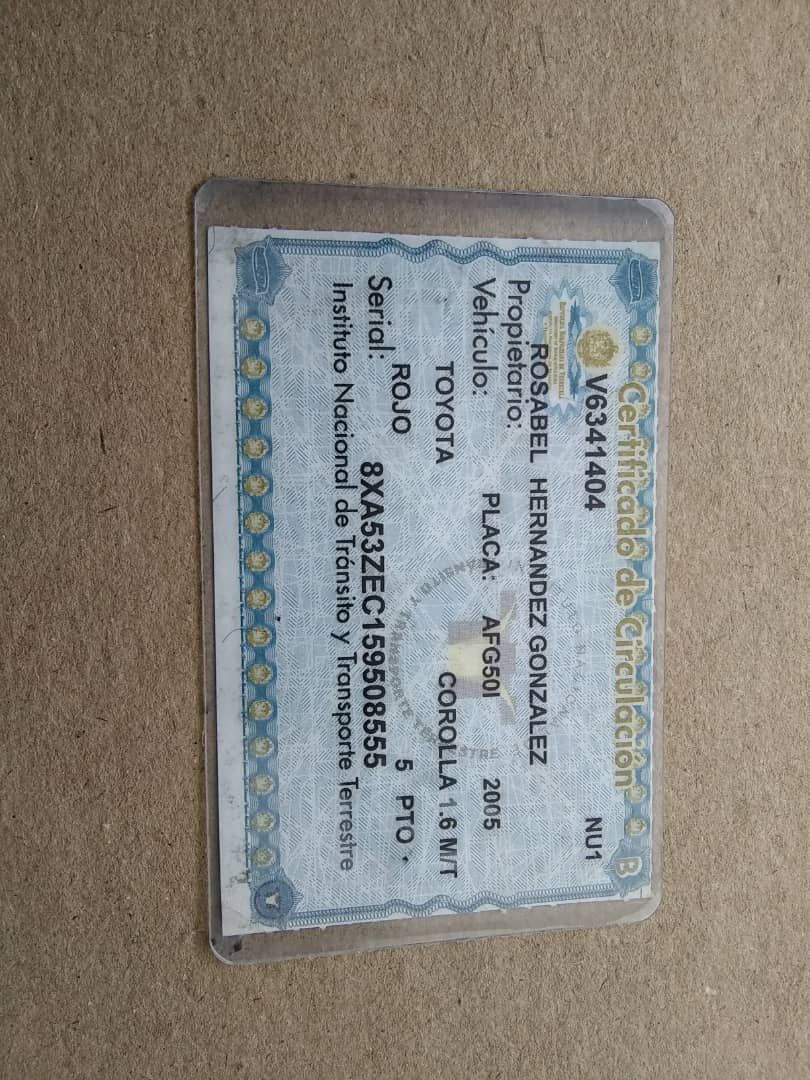 Certificado de Circulación B
V6341404 NU1
Propietario:
ROSABEL HERNANDEZ GONZALEZ
Vehículo: PLACA: AFG50I 2005
TOYOTA COROLLA 1.6 M/T
ROJO 5 PTO.
Serial: 8XA53ZEC159508555
Instituto Nacional de Tránsito y Transporte Terrestre